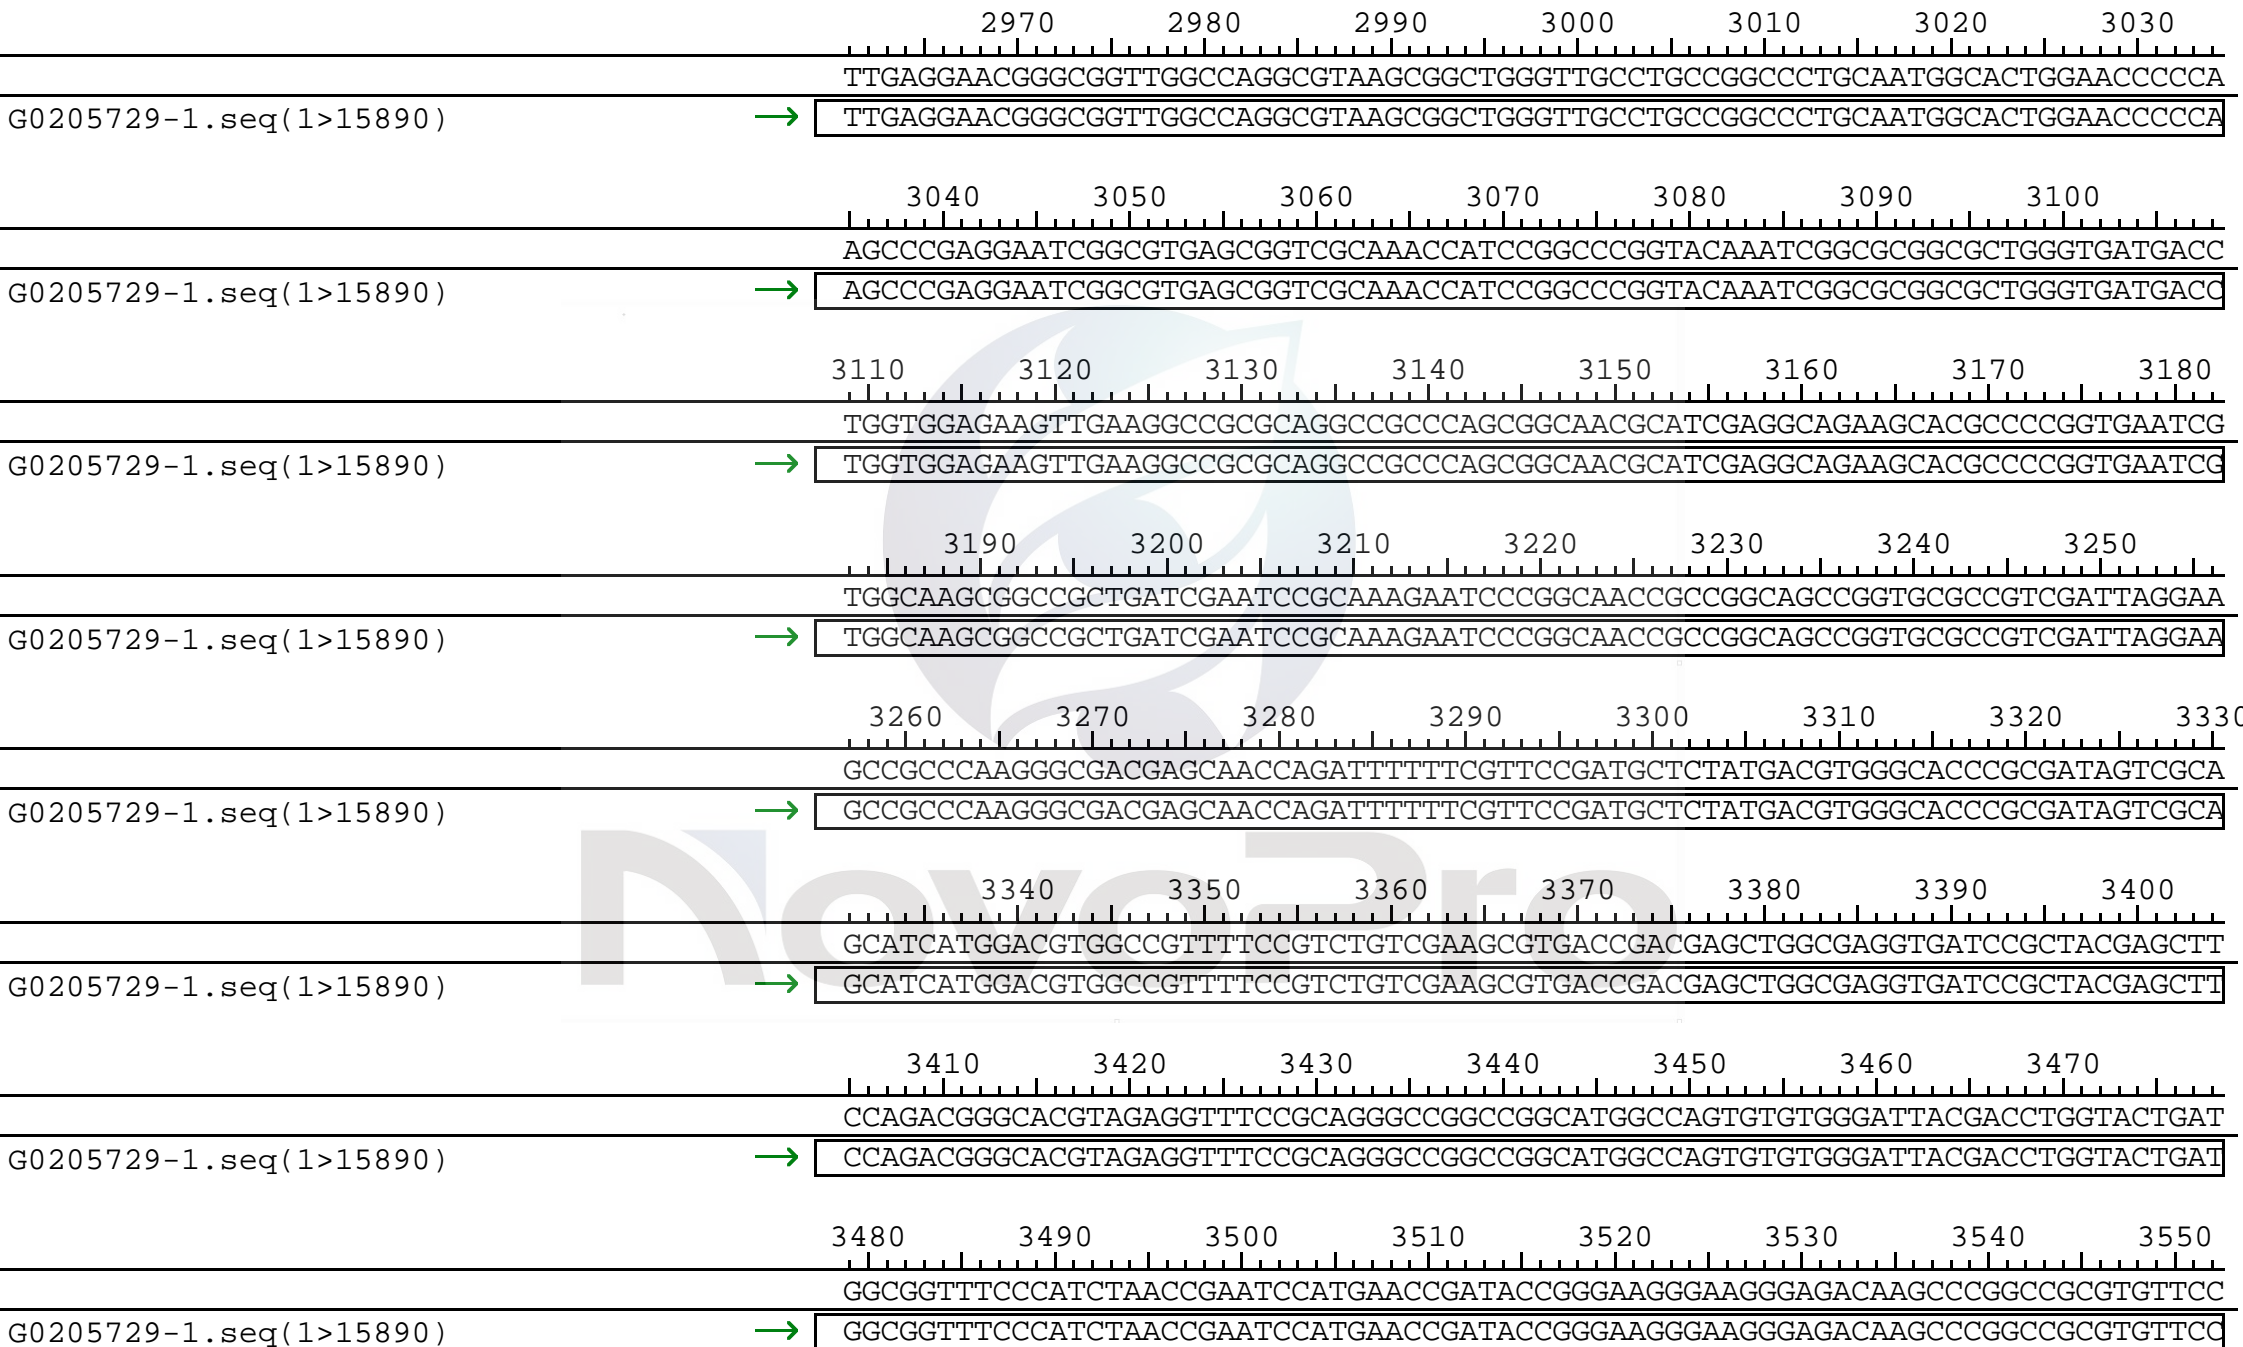 2970 2980 2990 3000 3010 3020 3030
TTGAGGAACGGGCGGTTGGCCAGGCGTAAGCGGCTGGGTTGCCTGCCGGCCCTGCAATGGCACTGGAACCCCCA
G0205729-1.seq(1>15890) → TTGAGGAACGGGCGGTTGGCCAGGCGTAAGCGGCTGGGTTGCCTGCCGGCCCTGCAATGGCACTGGAACCCCCA
3040 3050 3060 3070 3080 3090 3100
AGCCCGAGGAATCGGCGTGAGCGGTCGCAAACCATCCGGCCCGGTACAAATCGGCGCGGCGCTGGGTGATGACC
G0205729-1.seq(1>15890) → AGCCCGAGGAATCGGCGTGAGCGGTCGCAAACCATCCGGCCCGGTACAAATCGGCGCGGCGCTGGGTGATGACC
3110 3120 3130 3140 3150 3160 3170 3180
TGGTGGAGAAGTTGAAGGCCGCGCAGGCCGCCCAGCGGCAACGCATCGAGGCAGAAGCACGCCCCGGTGAATCG
G0205729-1.seq(1>15890) → TGGTGGAGAAGTTGAAGGCCGCGCAGGCCGCCCAGCGGCAACGCATCGAGGCAGAAGCACGCCCCGGTGAATCG
3190 3200 3210 3220 3230 3240 3250
TGGCAAGCGGCCGCTGATCGAATCCGCAAAGAATCCCGGCAACCGCCGGCAGCCGGTGCGCCGTCGATTAGGAA
G0205729-1.seq(1>15890) → TGGCAAGCGGCCGCTGATCGAATCCGCAAAGAATCCCGGCAACCGCCGGCAGCCGGTGCGCCGTCGATTAGGAA
3260 3270 3280 3290 3300 3310 3320 3330
GCCGCCCAAGGGCGACGAGCAACCAGATTTTTTCGTTCCGATGCTCTATGACGTGGGCACCCGCGATAGTCGCA
G0205729-1.seq(1>15890) → GCCGCCCAAGGGCGACGAGCAACCAGATTTTTTCGTTCCGATGCTCTATGACGTGGGCACCCGCGATAGTCGCA
NovoPro
3340 3350 3360 3370 3380 3390 3400
GCATCATGGACGTGGCCGTTTTCCGTCTGTCGAAGCGTGACCGACGAGCTGGCGAGGTGATCCGCTACGAGCTT
G0205729-1.seq(1>15890) → GCATCATGGACGTGGCCGTTTTCCGTCTGTCGAAGCGTGACCGACGAGCTGGCGAGGTGATCCGCTACGAGCTT
3410 3420 3430 3440 3450 3460 3470
CCAGACGGGCACGTAGAGGTTTCCGCAGGGCCGGCCGGCATGGCCAGTGTGTGGGATTACGACCTGGTACTGAT
G0205729-1.seq(1>15890) → CCAGACGGGCACGTAGAGGTTTCCGCAGGGCCGGCCGGCATGGCCAGTGTGTGGGATTACGACCTGGTACTGAT
3480 3490 3500 3510 3520 3530 3540 3550
GGCGGTTTCCCATCTAACCGAATCCATGAACCGATACCGGGAAGGGAAGGGAGACAAGCCCGGCCGCGTGTTCC
G0205729-1.seq(1>15890) → GGCGGTTTCCCATCTAACCGAATCCATGAACCGATACCGGGAAGGGAAGGGAGACAAGCCCGGCCGCGTGTTCC